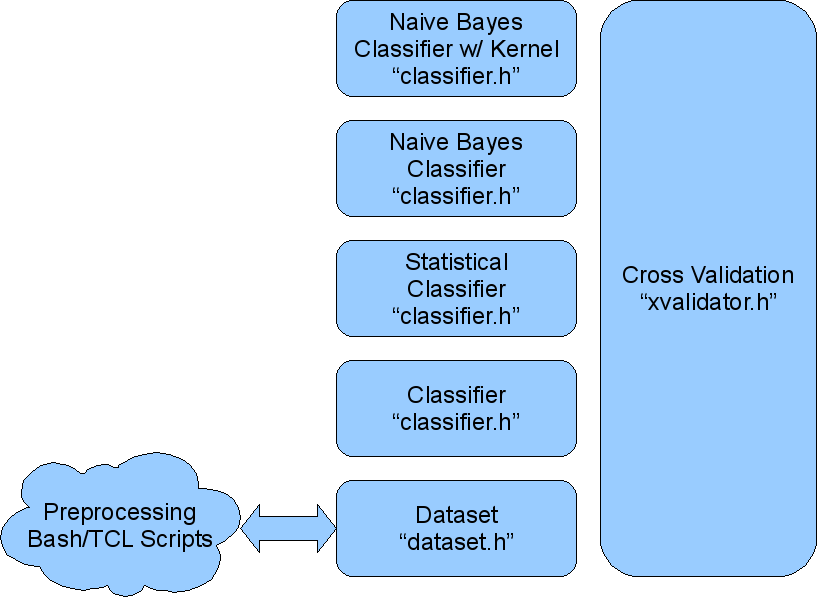 Naive Bayes
Classifier w/ Kernel
“classifier.h”
Naive Bayes
Classifier
“classifier.h”
Statistical
Classifier
“classifier.h”
Classifier
“classifier.h”
Dataset
“dataset.h”
Preprocessing
Bash/TCL Scripts
Cross Validation
“xvalidator.h”